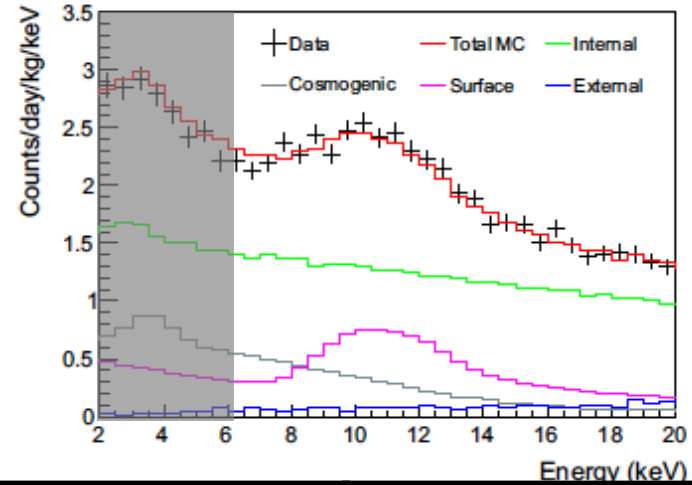 3.5
3
2.5
2
1.5
1
0.5
0
Counts/day/kg/keV
Data Total MC Internal
Cosmogenic Surface External
2 4 6 8 10 12 14 16 18 20
Energy (keV)